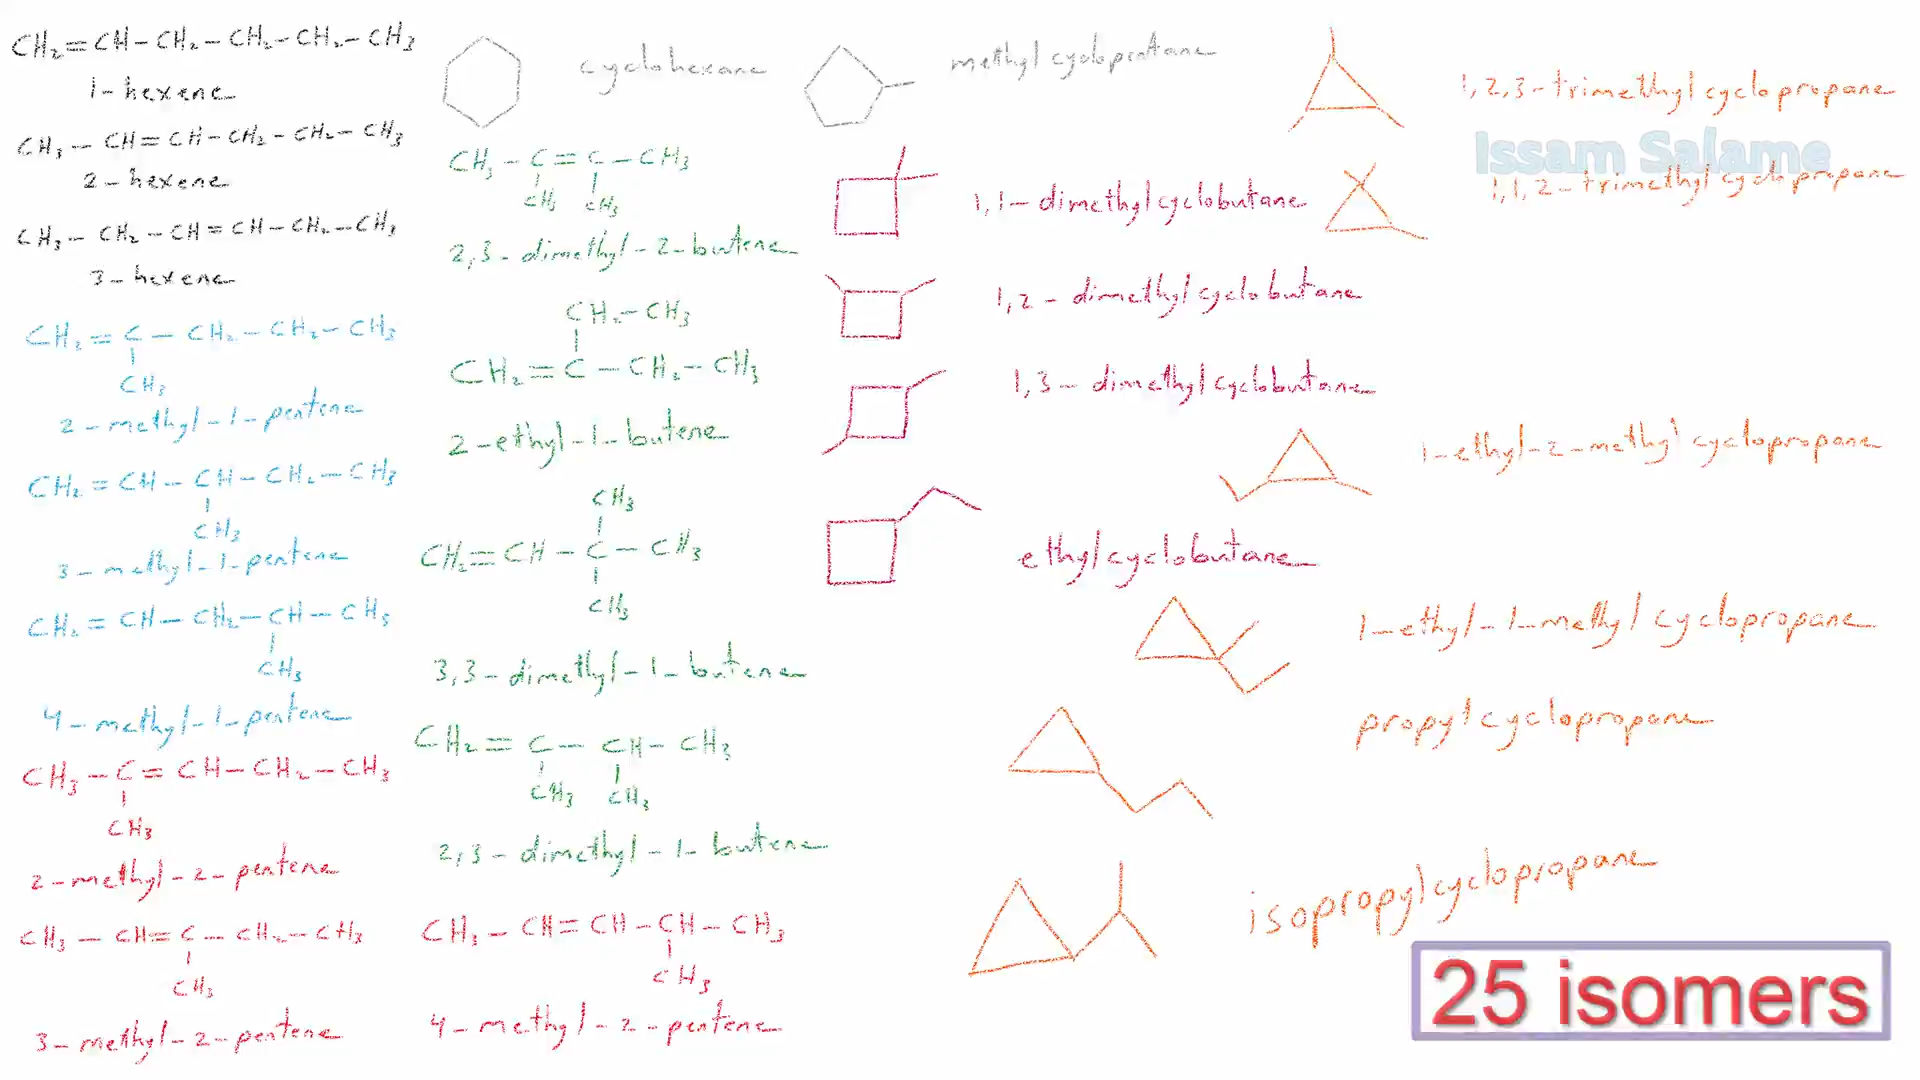 CH₂=CH-CH₂-CH₂-CH₂-CH₃
1-hexene
CH₃-CH=CH-CH₂-CH₂-CH₃
2-hexene
CH₃-CH₂-CH=CH-CH₂-CH₃
3-hexene
CH₂=C-CH₂-CH₂-CH₃
CH₃
2-methyl-1-pentene
CH₂=CH-CH-CH₂-CH₃
CH₃
3-methyl-1-pentene
CH₂=CH-CH₂-CH-CH₃
CH₃
4-methyl-1-pentene
CH₃-C=CH-CH₂-CH₃
CH₃
2-methyl-2-pentene
CH₃-CH=C-CH₂-CH₃
CH₃
3-methyl-2-pentene
cyclohexane
CH₃-C=C-CH₃
CH₃ CH₃
2,3-dimethyl-2-butene
CH₂-CH₃
CH₂=C-CH₂-CH₃
2-ethyl-1-butene
CH₃
CH₂=CH-C-CH₃
CH₃
3,3-dimethyl-1-butene
CH₂=C-CH-CH₃
CH₃ CH₃
2,3-dimethyl-1-butene
CH₃-CH=CH-CH-CH₃
CH₃
4-methyl-2-pentene
methyl cyclopentane
1,1-dimethylcyclobutane
1,2-dimethylcyclobutane
1,3-dimethylcyclobutane
ethylcyclobutane
1,2,3-trimethylcyclopropane
Issam Salame
1,1,2-trimethylcyclopropane
1-ethyl-2-methyl cyclopropane
1-ethyl-1-methyl cyclopropane
propylcyclopropane
isopropylcyclopropane
25 isomers